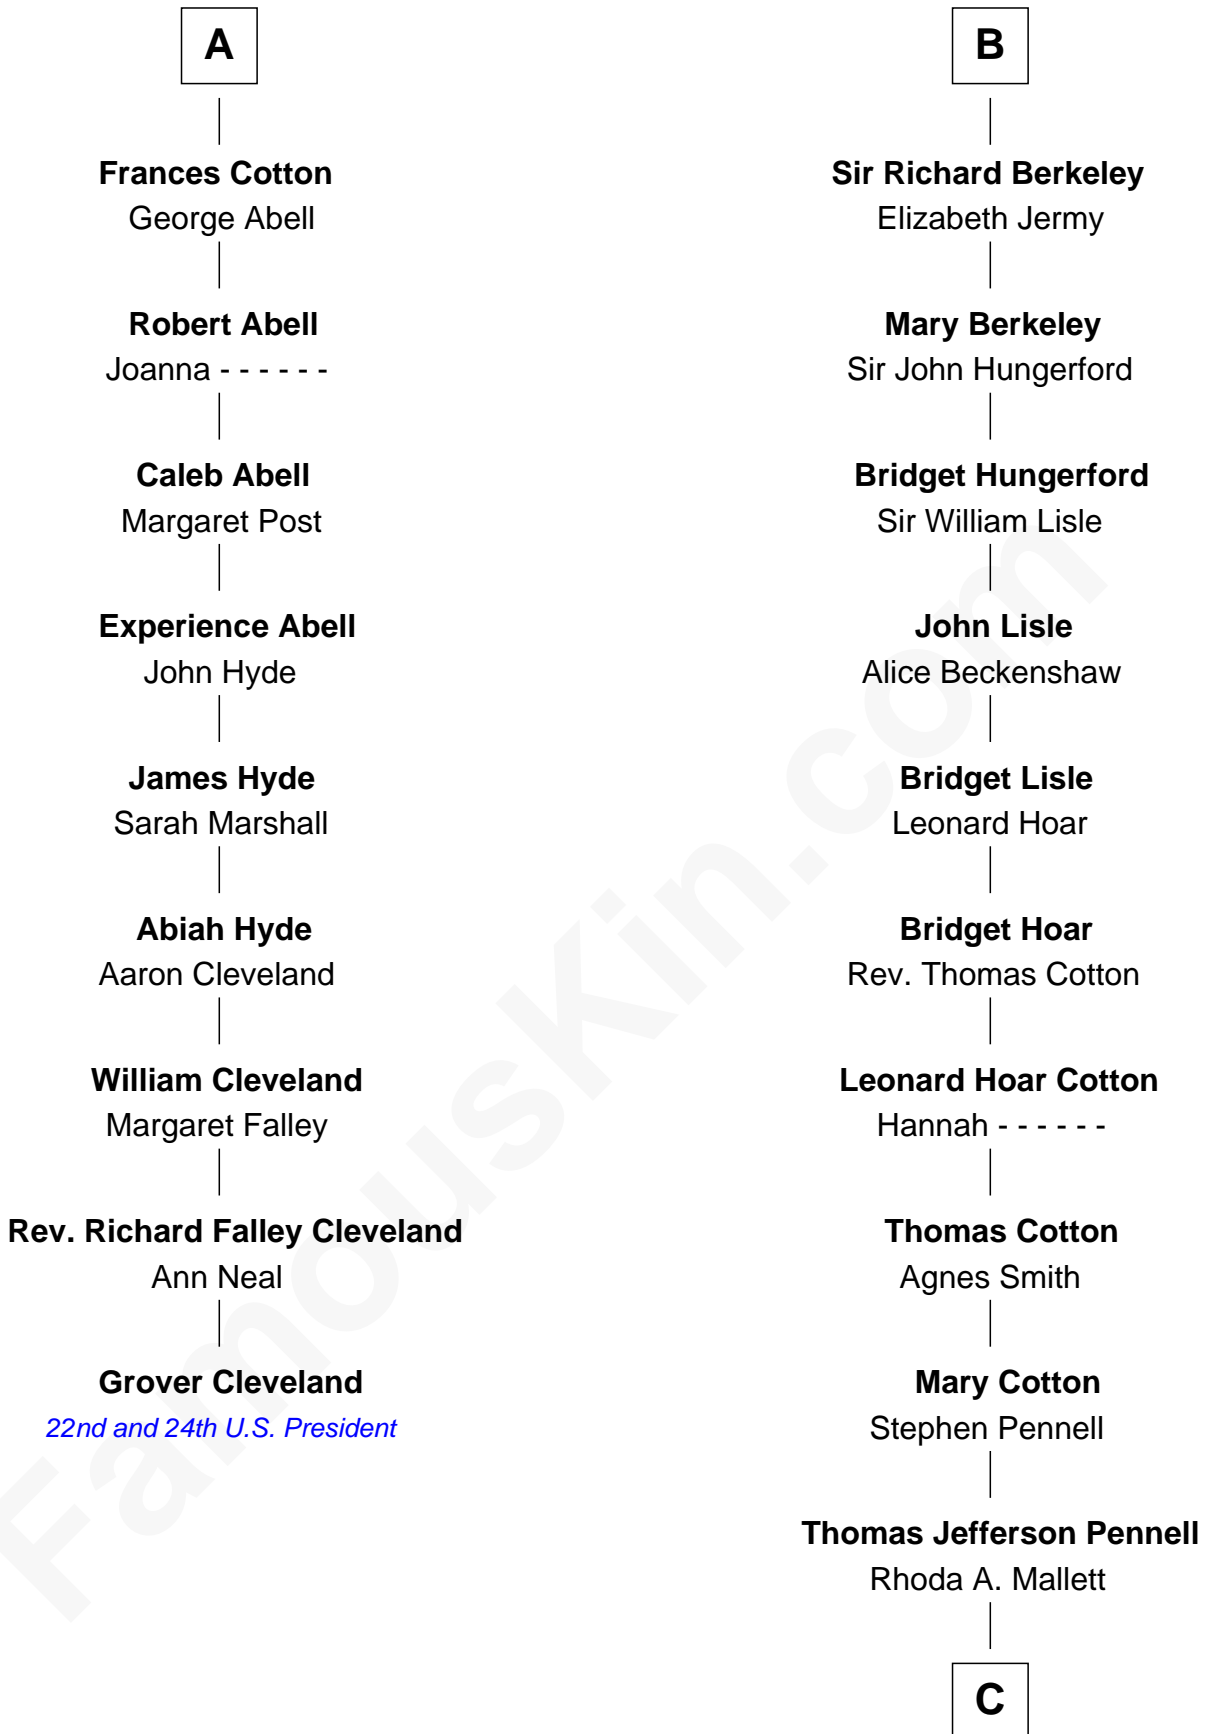 A
Frances Cotton
George Abell
Robert Abell
Joanna - - - - - -
Caleb Abell
Margaret Post
Experience Abell
John Hyde
James Hyde
Sarah Marshall
Abiah Hyde
Aaron Cleveland
William Cleveland
Margaret Falley
Rev. Richard Falley Cleveland
Ann Neal
Grover Cleveland
22nd and 24th U.S. President
B
Sir Richard Berkeley
Elizabeth Jermy
Mary Berkeley
Sir John Hungerford
Bridget Hungerford
Sir William Lisle
John Lisle
Alice Beckenshaw
Bridget Lisle
Leonard Hoar
Bridget Hoar
Rev. Thomas Cotton
Leonard Hoar Cotton
Hannah - - - - - -
Thomas Cotton
Agnes Smith
Mary Cotton
Stephen Pennell
Thomas Jefferson Pennell
Rhoda A. Mallett
C
FamousKin.com